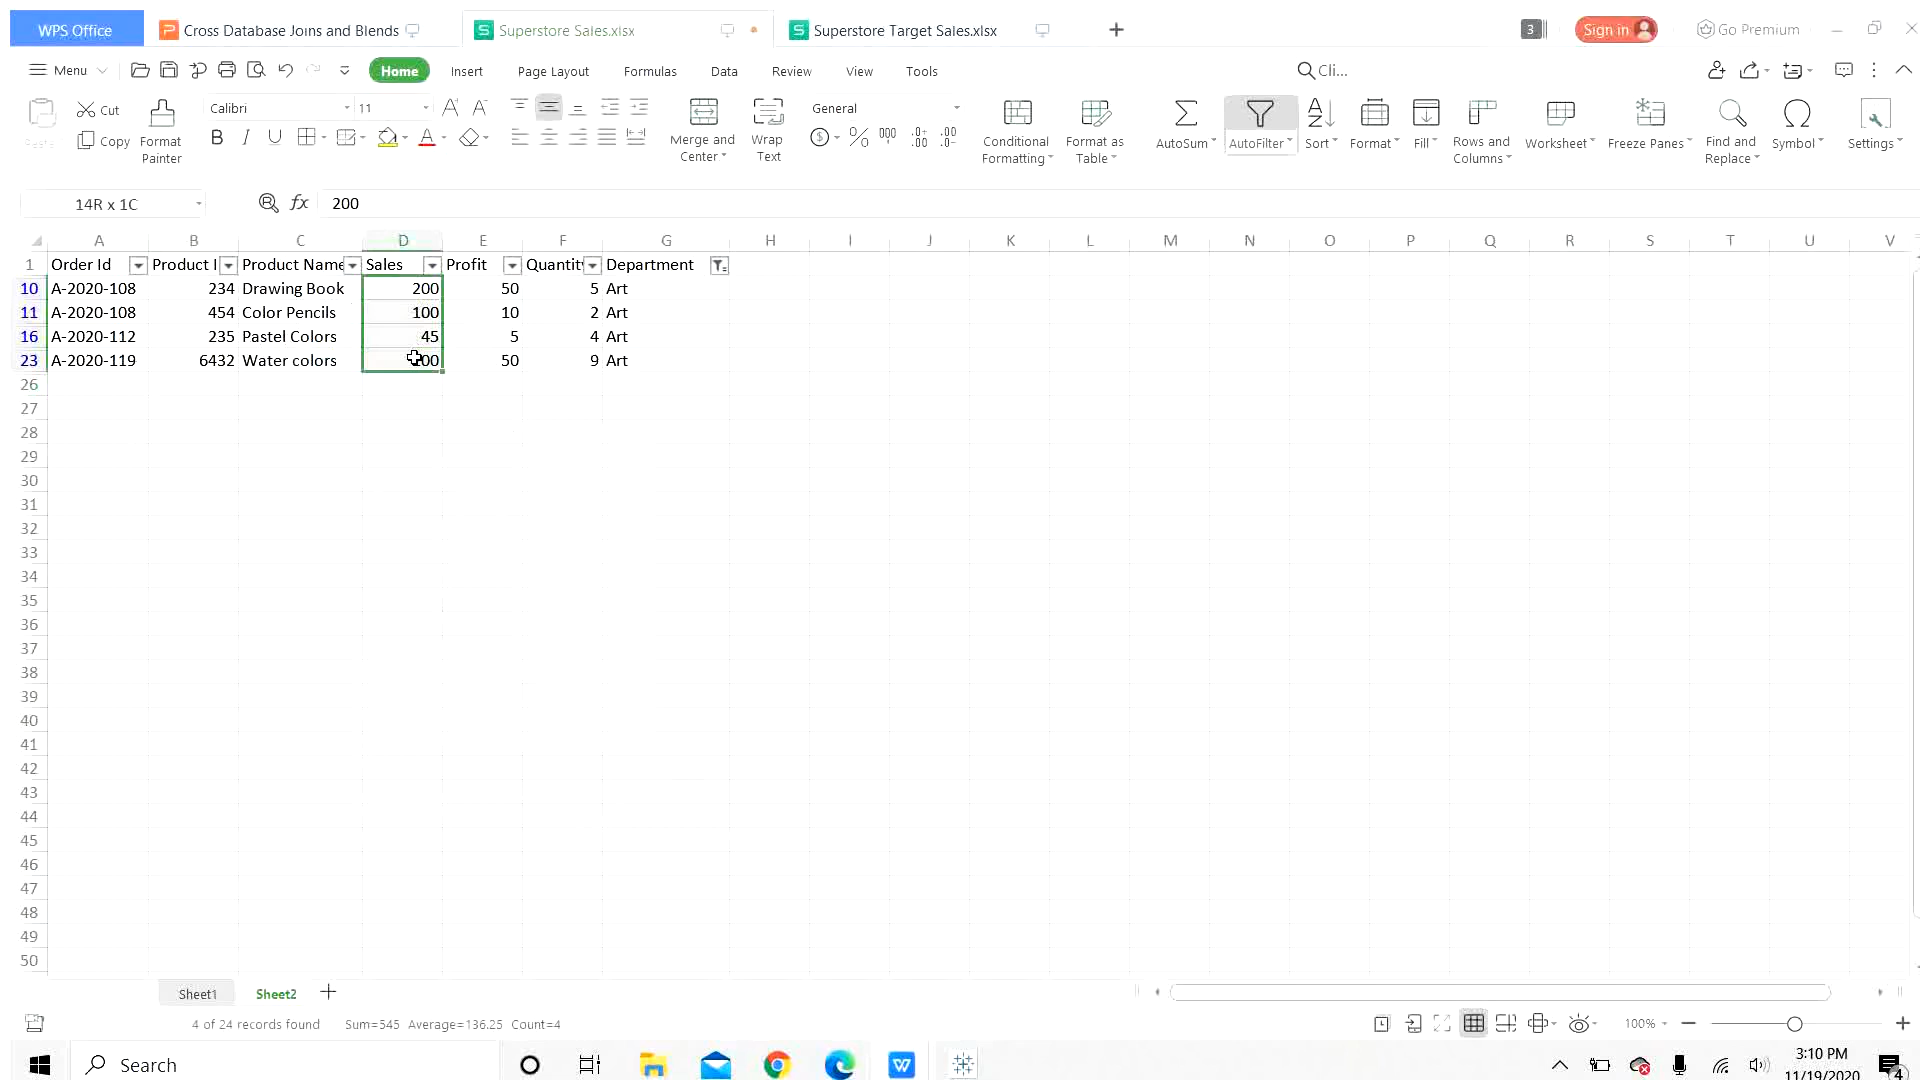 WPS Office
Cross Database Joins and Blends
Superstore Sales.xlsx
Superstore Target Sales.xlsx
3
Sign in
Go Premium
Menu
Home
Insert
Page Layout
Formulas
Data
Review
View
Tools
Cli...
Cut
Copy
Format
Painter
Calibri
11
Merge and
Center
Wrap
Text
General
Conditional
Formatting
Format as
Table
AutoSum
AutoFilter
Sort
Format
Fill
Rows and
Columns
Worksheet
Freeze Panes
Find and
Replace
Symbol
Settings
14R x 1C
fx
200
A B C D E F G H I J K L M N O P Q R S T U V
1 Order Id Product I Product Name Sales Profit Quantity Department
10 A-2020-108 234 Drawing Book 200 50 5 Art
11 A-2020-108 454 Color Pencils 100 10 2 Art
16 A-2020-112 235 Pastel Colors 45 5 4 Art
23 A-2020-119 6432 Water colors 00 50 9 Art
26
27
28
29
30
31
32
33
34
35
36
37
38
39
40
41
42
43
44
45
46
47
48
49
50
Sheet1
Sheet2
4 of 24 records found Sum=545 Average=136.25 Count=4
100%
Search
3:10 PM
11/19/2020
4